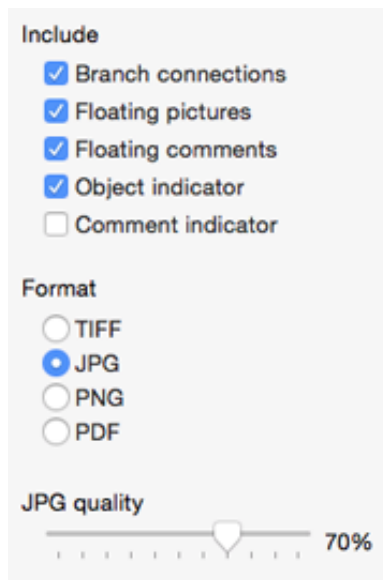 Include
Branch connections
Floating pictures
Floating comments
Object indicator
Comment indicator
Format
TIFF
JPG
PNG
PDF
JPG quality
70%